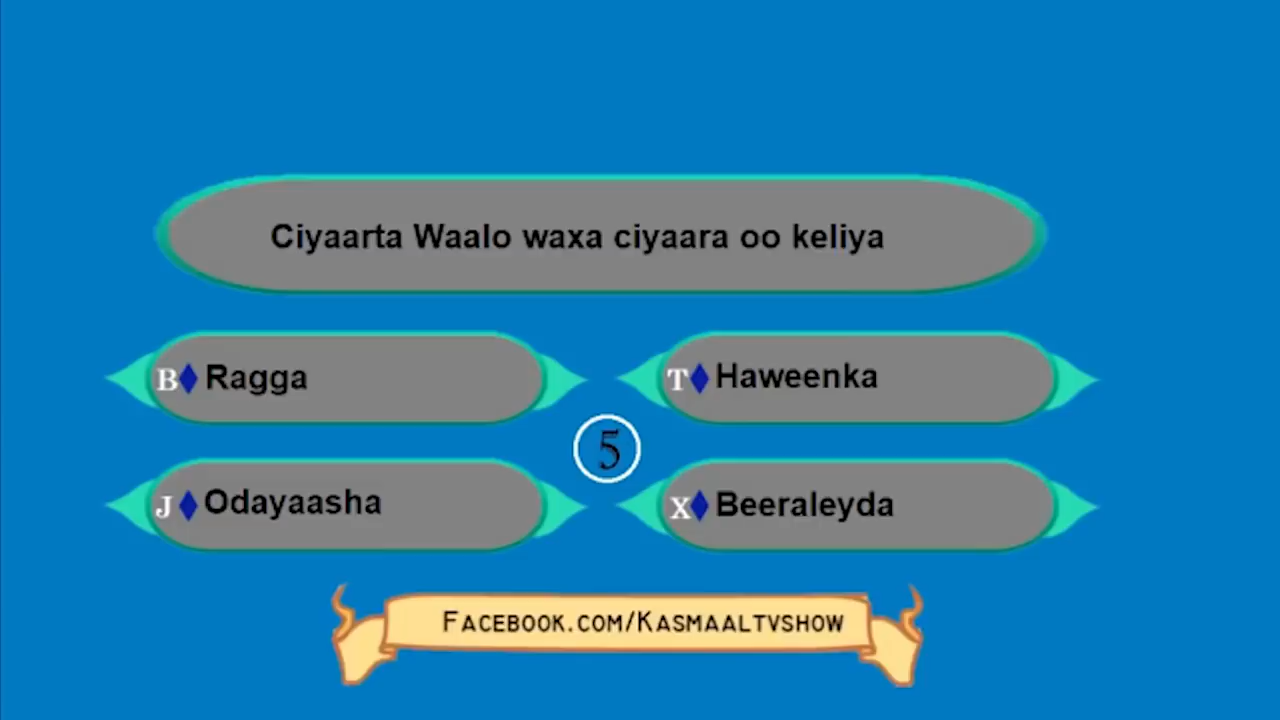 Ciyaarta Waalo waxa ciyaara oo keliya
B Ragga
T Haweenka
5
J Odayaasha
X Beeraleyda
Facebook.com/Kasmaaltvshow